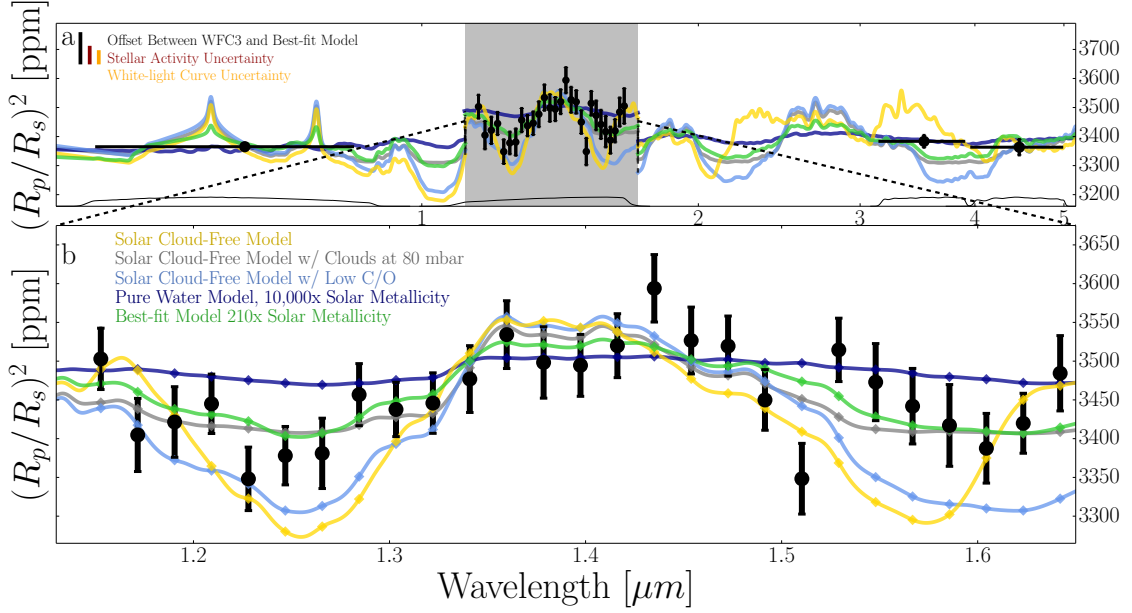 a
Offset Between WFC3 and Best-fit Model
Stellar Activity Uncertainty
White-light Curve Uncertainty
(R_p/R_s)^2 [ppm]
3700
3600
3500
3400
3300
3200
1 2 3 4 5
b
Solar Cloud-Free Model
Solar Cloud-Free Model w/ Clouds at 80 mbar
Solar Cloud-Free Model w/ Low C/O
Pure Water Model, 10,000x Solar Metallicity
Best-fit Model 210x Solar Metallicity
(R_p/R_s)^2 [ppm]
3650
3600
3550
3500
3450
3400
3350
3300
1.2 1.3 1.4 1.5 1.6
Wavelength [μm]